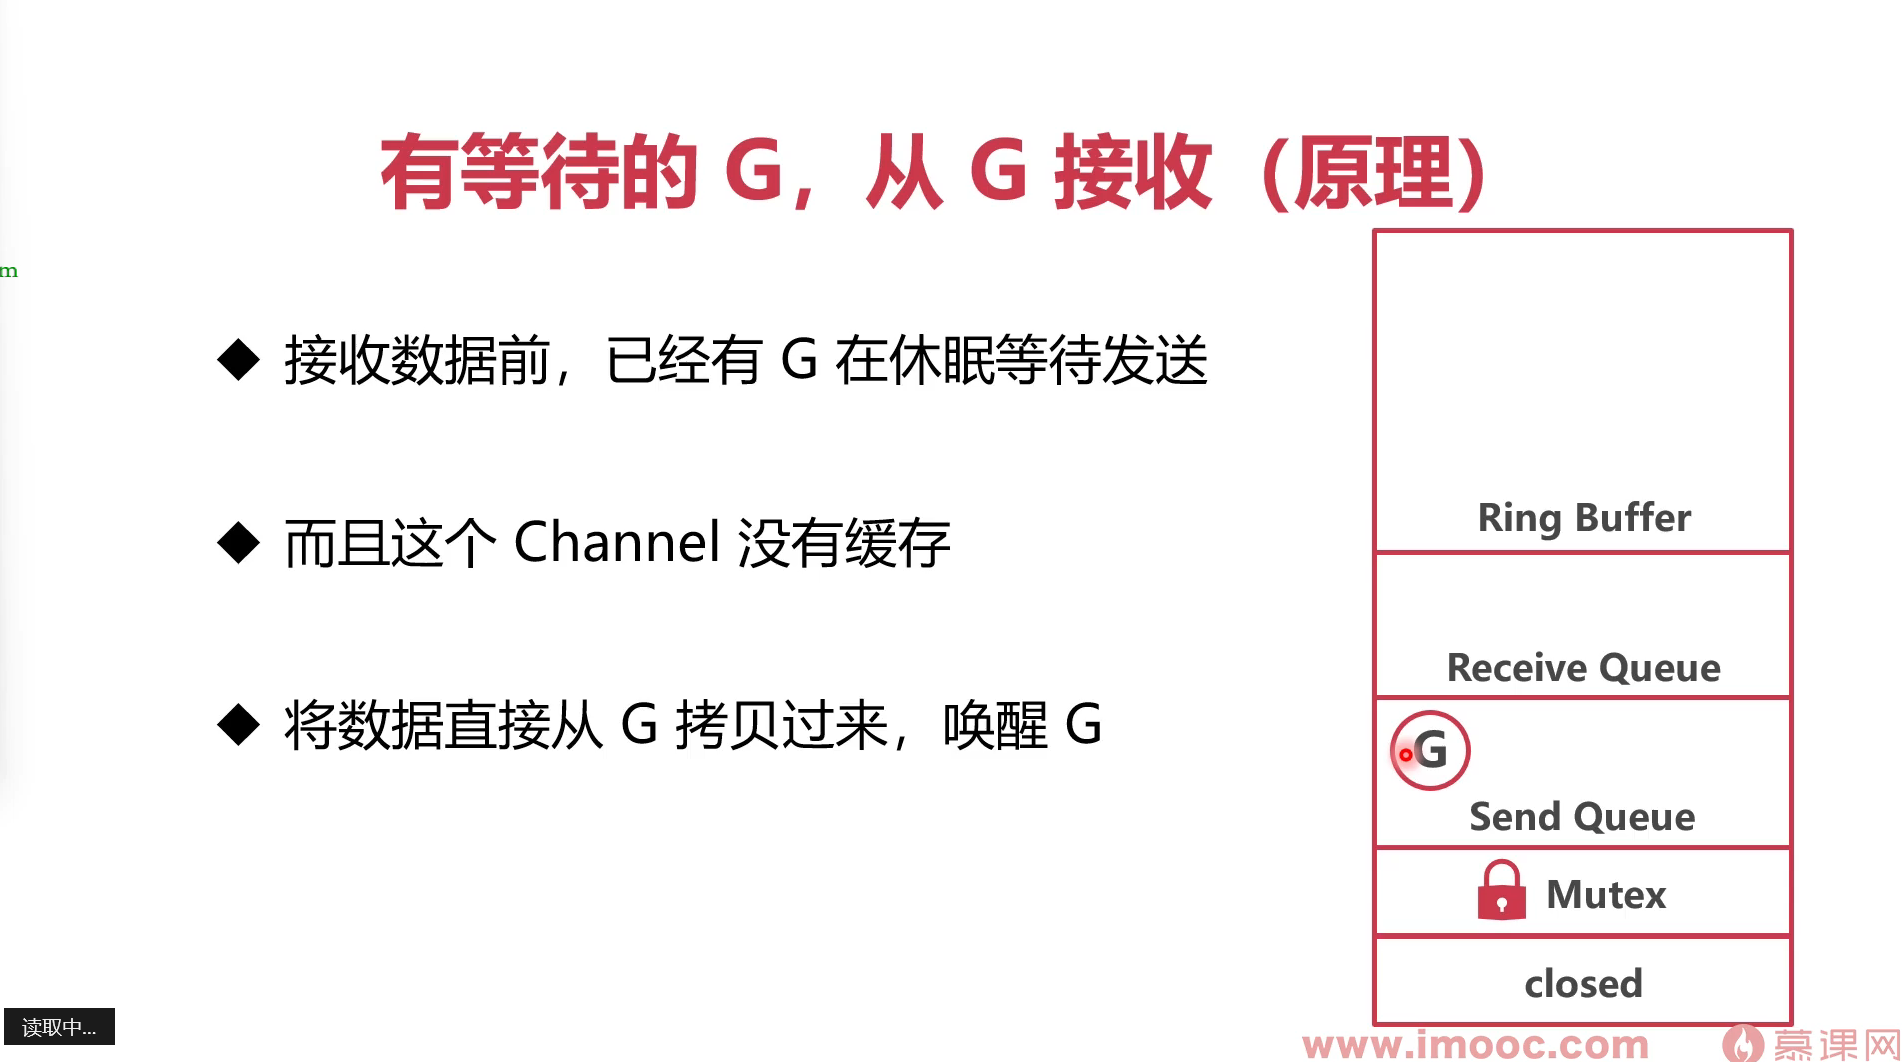 有等待的 G，从 G 接收（原理）
m
◆ 接收数据前，已经有 G 在休眠等待发送
◆ 而且这个 Channel 没有缓存
◆ 将数据直接从 G 拷贝过来，唤醒 G
Ring Buffer
Receive Queue
G
Send Queue
Mutex
closed
读取中...
www.imooc.com 慕课网